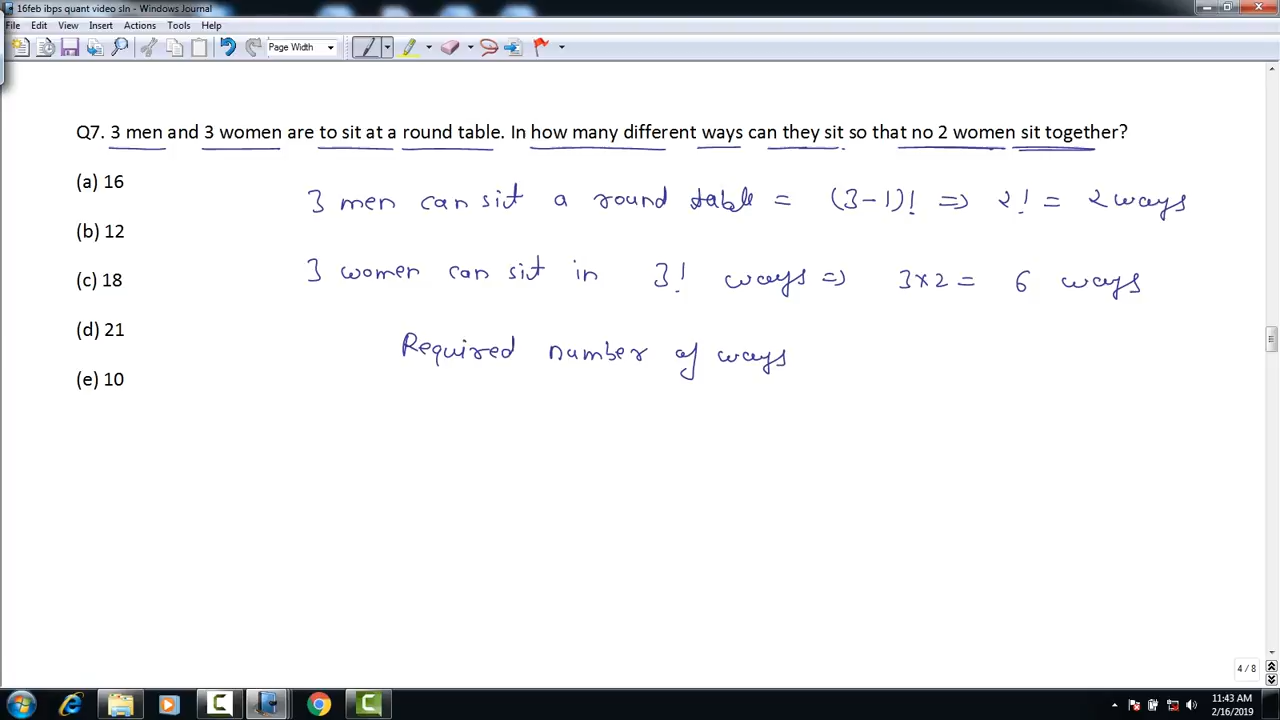 16feb ibps quant video sln - Windows Journal
File Edit View Insert Actions Tools Help
Page Width
Q7. 3 men and 3 women are to sit at a round table. In how many different ways can they sit so that no 2 women sit together?
(a) 16
3 men can sit a round table = (3-1)! => 2! = 2 ways
(b) 12
3 women can sit in 3! ways => 3x2 = 6 ways
(c) 18
(d) 21
Required number of ways
(e) 10
4 / 8
11:43 AM
2/16/2019